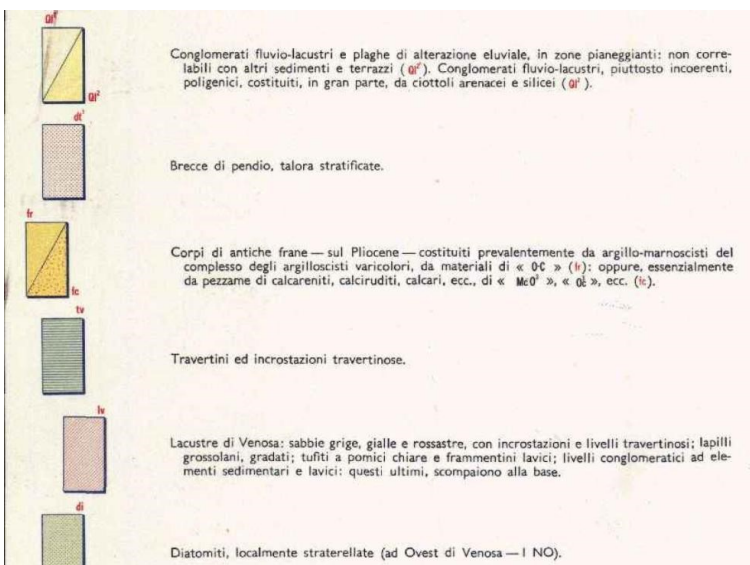 Ql²'
Ql²
Conglomerati fluvio-lacustri e plaghe di alterazione eluviale, in zone pianeggianti: non corre-
labili con altri sedimenti e terrazzi (Ql²'). Conglomerati fluvio-lacustri, piuttosto incoerenti,
poligenici, costituiti, in gran parte, da ciottoli arenacei e silicei (Ql²).
dt¹
Brecce di pendio, talora stratificate.
fr
fc
Corpi di antiche frane — sul Pliocene — costituiti prevalentemente da argillo-marnoscisti del
complesso degli argilloscisti varicolori, da materiali di « O-C » (fr): oppure, essenzialmente
da pezzame di calcareniti, calciruditi, calcari, ecc., di « McO³ », « », ecc. (fc).
tv
Travertini ed incrostazioni travertinose.
lv
Lacustre di Venosa: sabbie grige, gialle e rossastre, con incrostazioni e livelli travertinosi; lapilli
grossolani, gradati; tufiti a pomici chiare e frammentini lavici; livelli conglomeratici ad ele-
menti sedimentari e lavici: questi ultimi, scompaiono alla base.
di
Diatomiti, localmente straterellate (ad Ovest di Venosa — I NO).